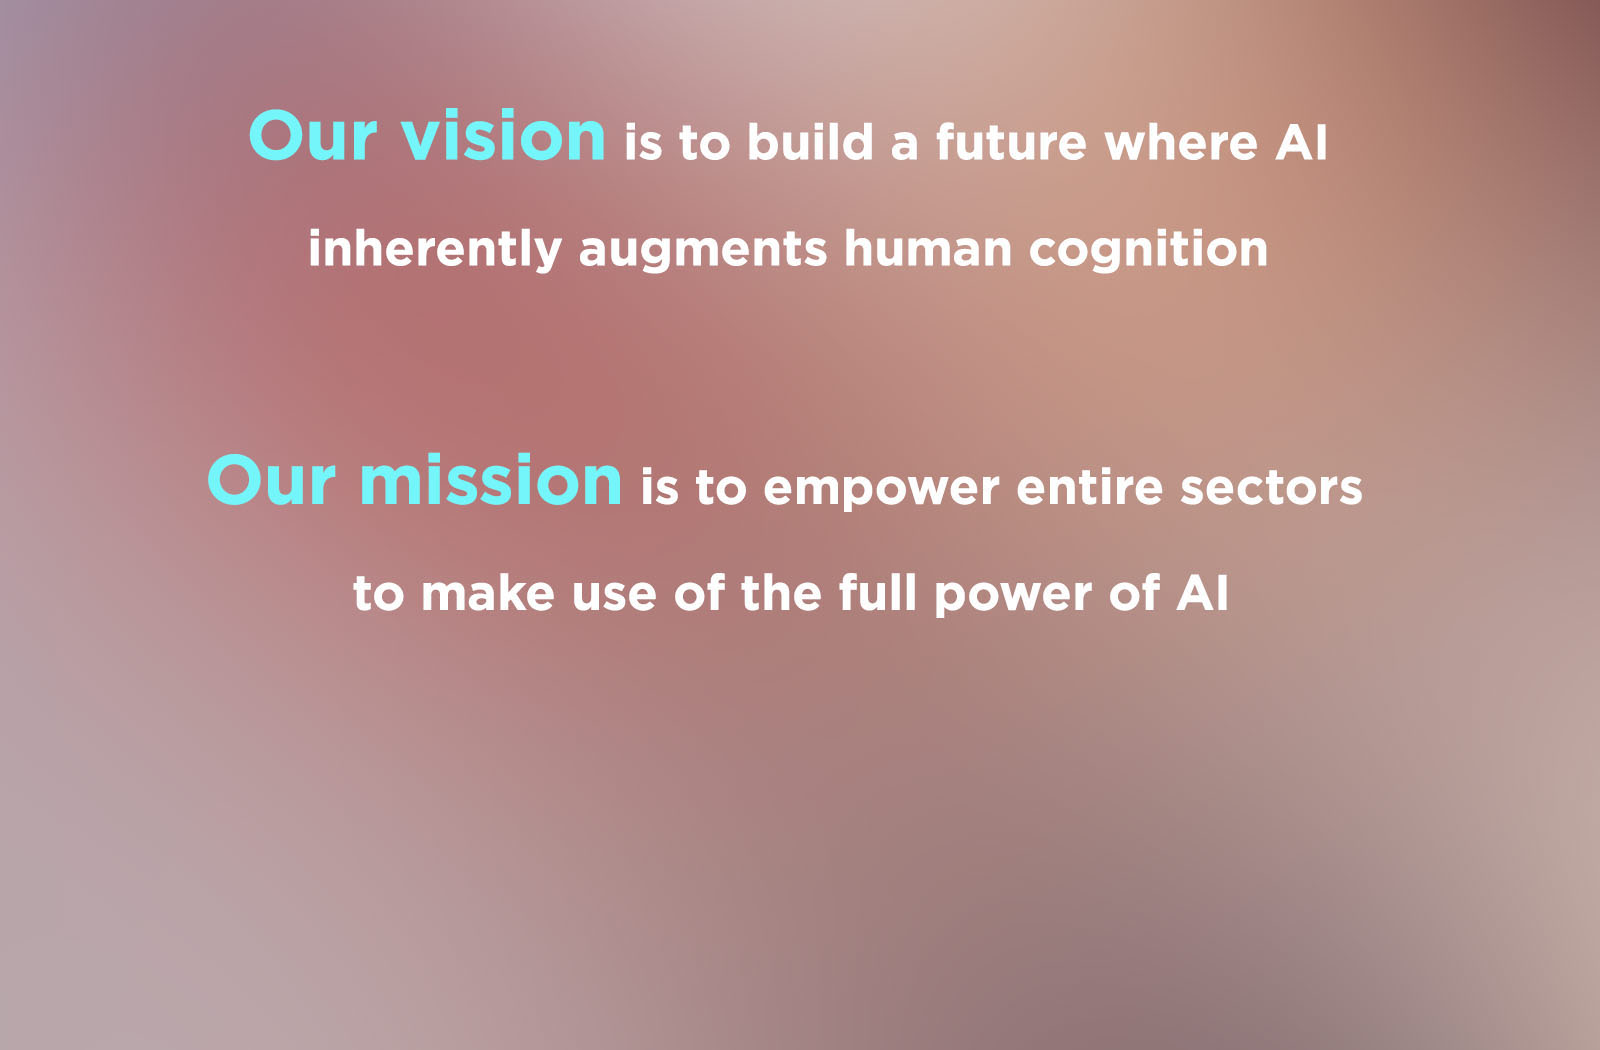 Our vision is to build a future where AI
inherently augments human cognition
Our mission is to empower entire sectors
to make use of the full power of AI